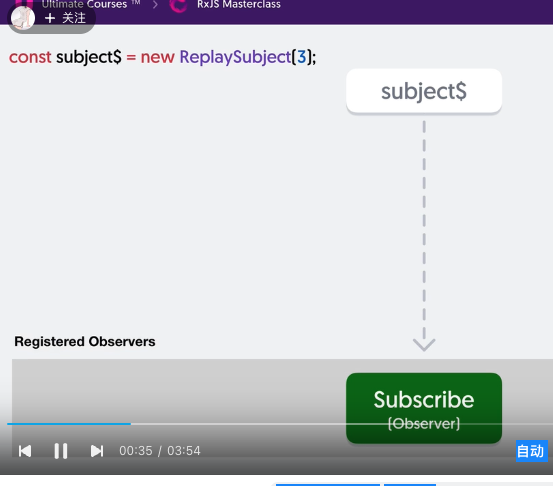 Ultimate Courses ™ > RxJS Masterclass
+ 关注
const subject$ = new ReplaySubject(3);
subject$
Registered Observers
Subscribe
(Observer)
00:35 / 03:54
自动